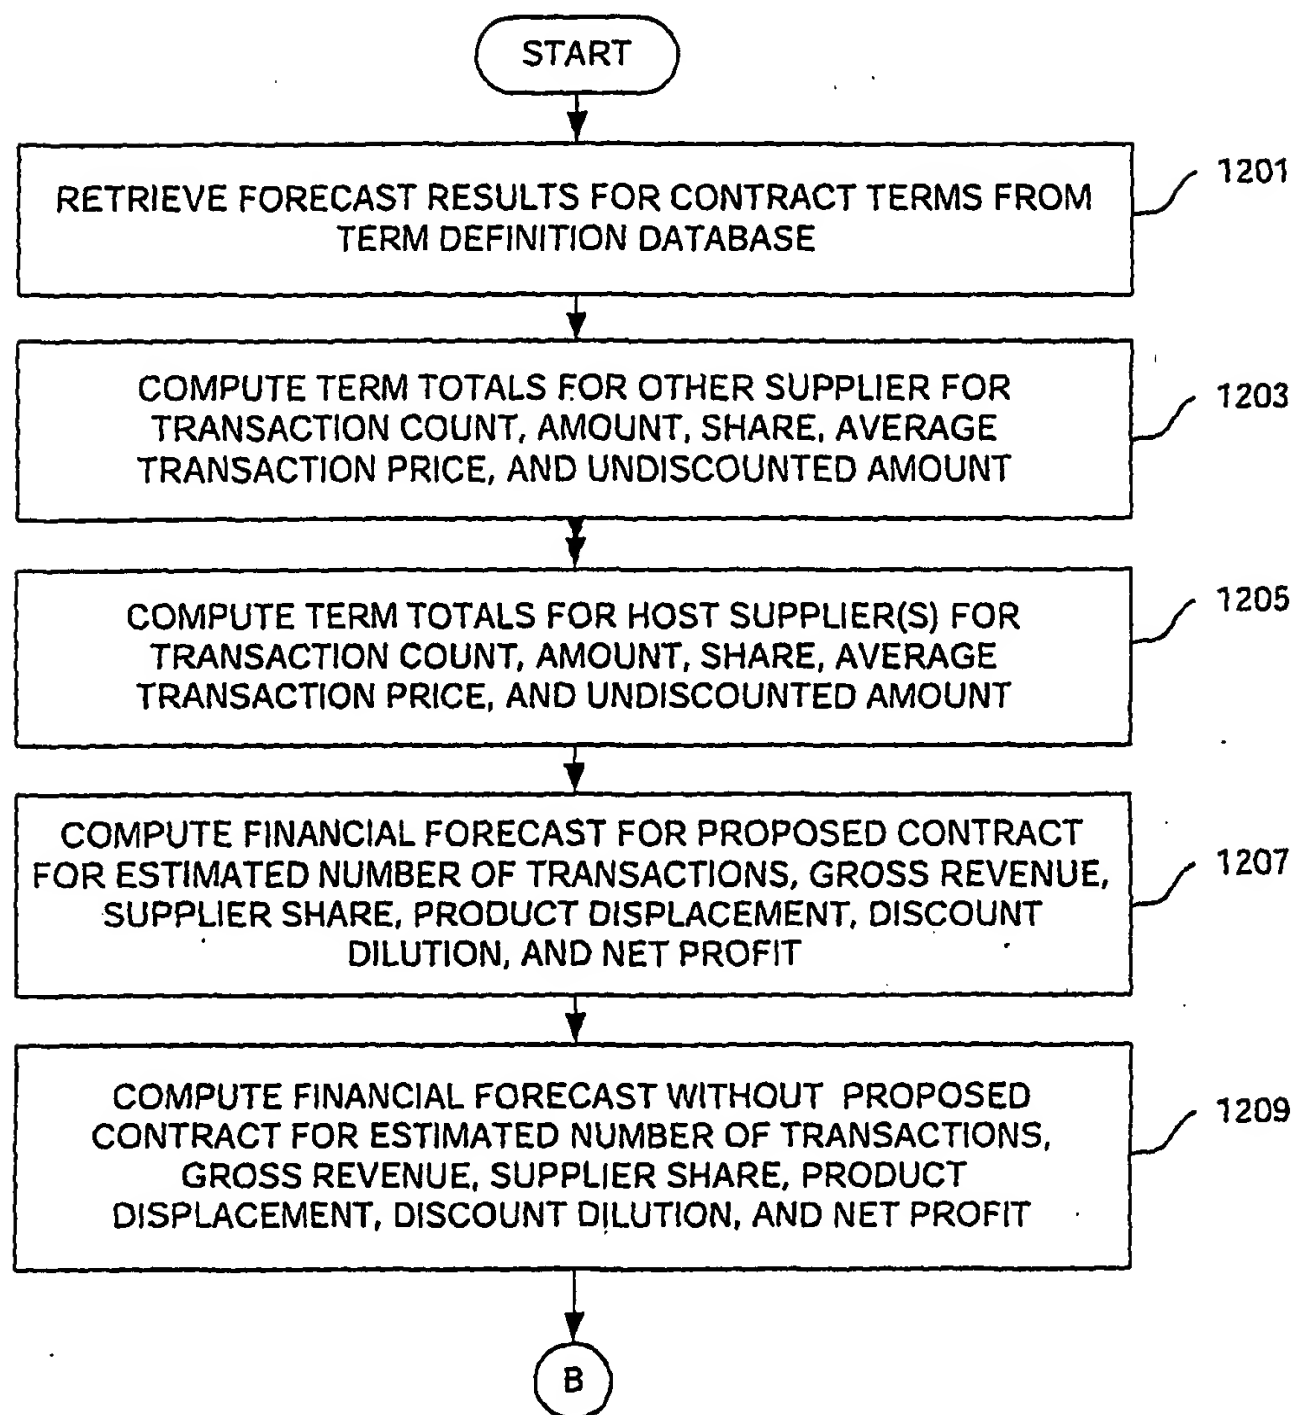 START
RETRIEVE FORECAST RESULTS FOR CONTRACT TERMS FROM
TERM DEFINITION DATABASE
1201
COMPUTE TERM TOTALS FOR OTHER SUPPLIER FOR
TRANSACTION COUNT, AMOUNT, SHARE, AVERAGE
TRANSACTION PRICE, AND UNDISCOUNTED AMOUNT
1203
COMPUTE TERM TOTALS FOR HOST SUPPLIER(S) FOR
TRANSACTION COUNT, AMOUNT, SHARE, AVERAGE
TRANSACTION PRICE, AND UNDISCOUNTED AMOUNT
1205
COMPUTE FINANCIAL FORECAST FOR PROPOSED CONTRACT
FOR ESTIMATED NUMBER OF TRANSACTIONS, GROSS REVENUE,
SUPPLIER SHARE, PRODUCT DISPLACEMENT, DISCOUNT
DILUTION, AND NET PROFIT
1207
COMPUTE FINANCIAL FORECAST WITHOUT PROPOSED
CONTRACT FOR ESTIMATED NUMBER OF TRANSACTIONS,
GROSS REVENUE, SUPPLIER SHARE, PRODUCT
DISPLACEMENT, DISCOUNT DILUTION, AND NET PROFIT
1209
B